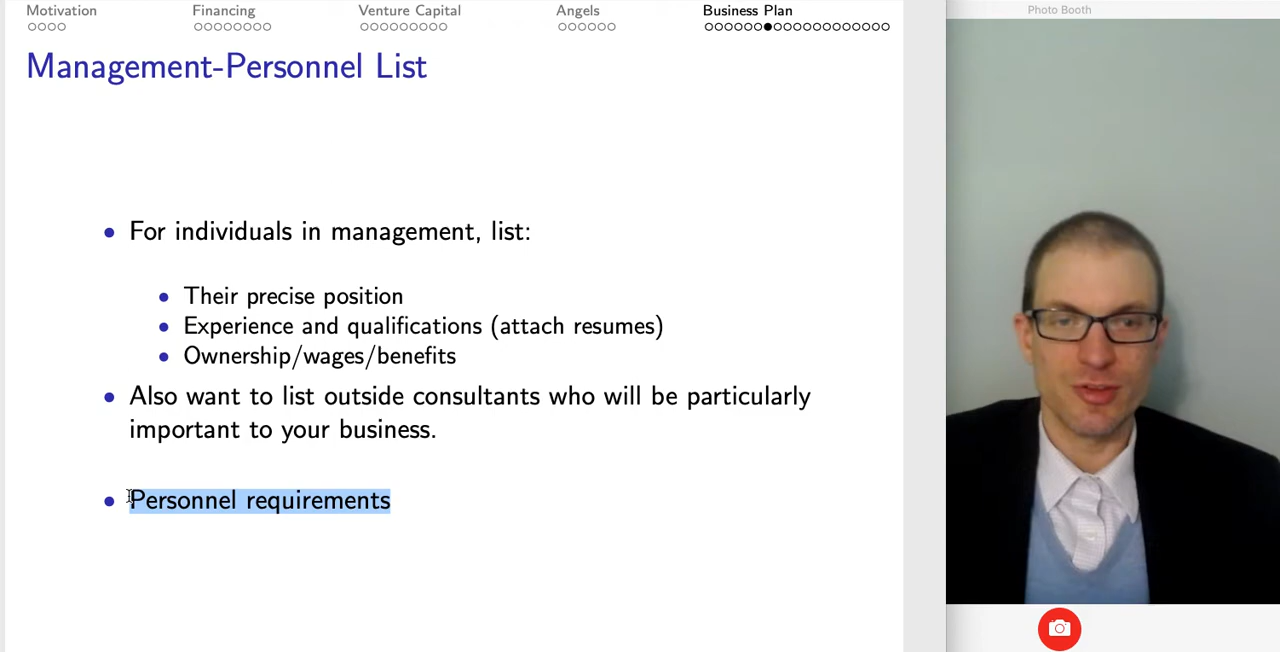 Motivation Financing Venture Capital Angels Business Plan
Photo Booth
Management-Personnel List
For individuals in management, list:
Their precise position
Experience and qualifications (attach resumes)
Ownership/wages/benefits
Also want to list outside consultants who will be particularly
important to your business.
Personnel requirements